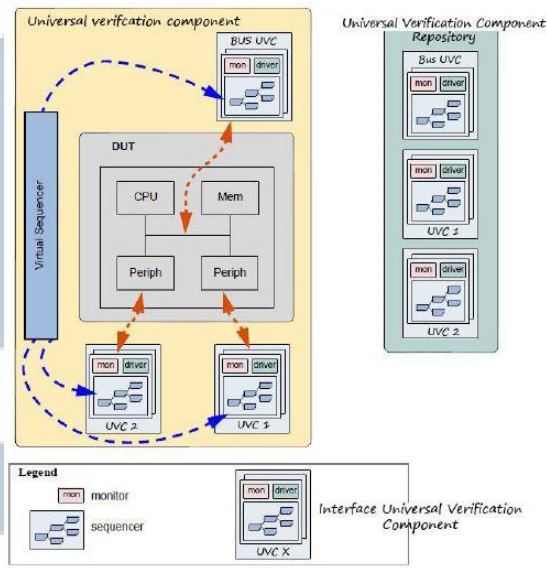 Universal verifcation component
BUS UVC
mon driver
DUT
CPU Mem
Periph Periph
Virtual Sequencer
mon driver
UVC 2
mon driver
UVC 1
Universal Verification Component
Repository
Bus UVC
mon driver
mon driver
UVC 1
mon driver
UVC 2
Legend
mon monitor
sequencer
mon driver
UVC X
Interface Universal Verification
Component